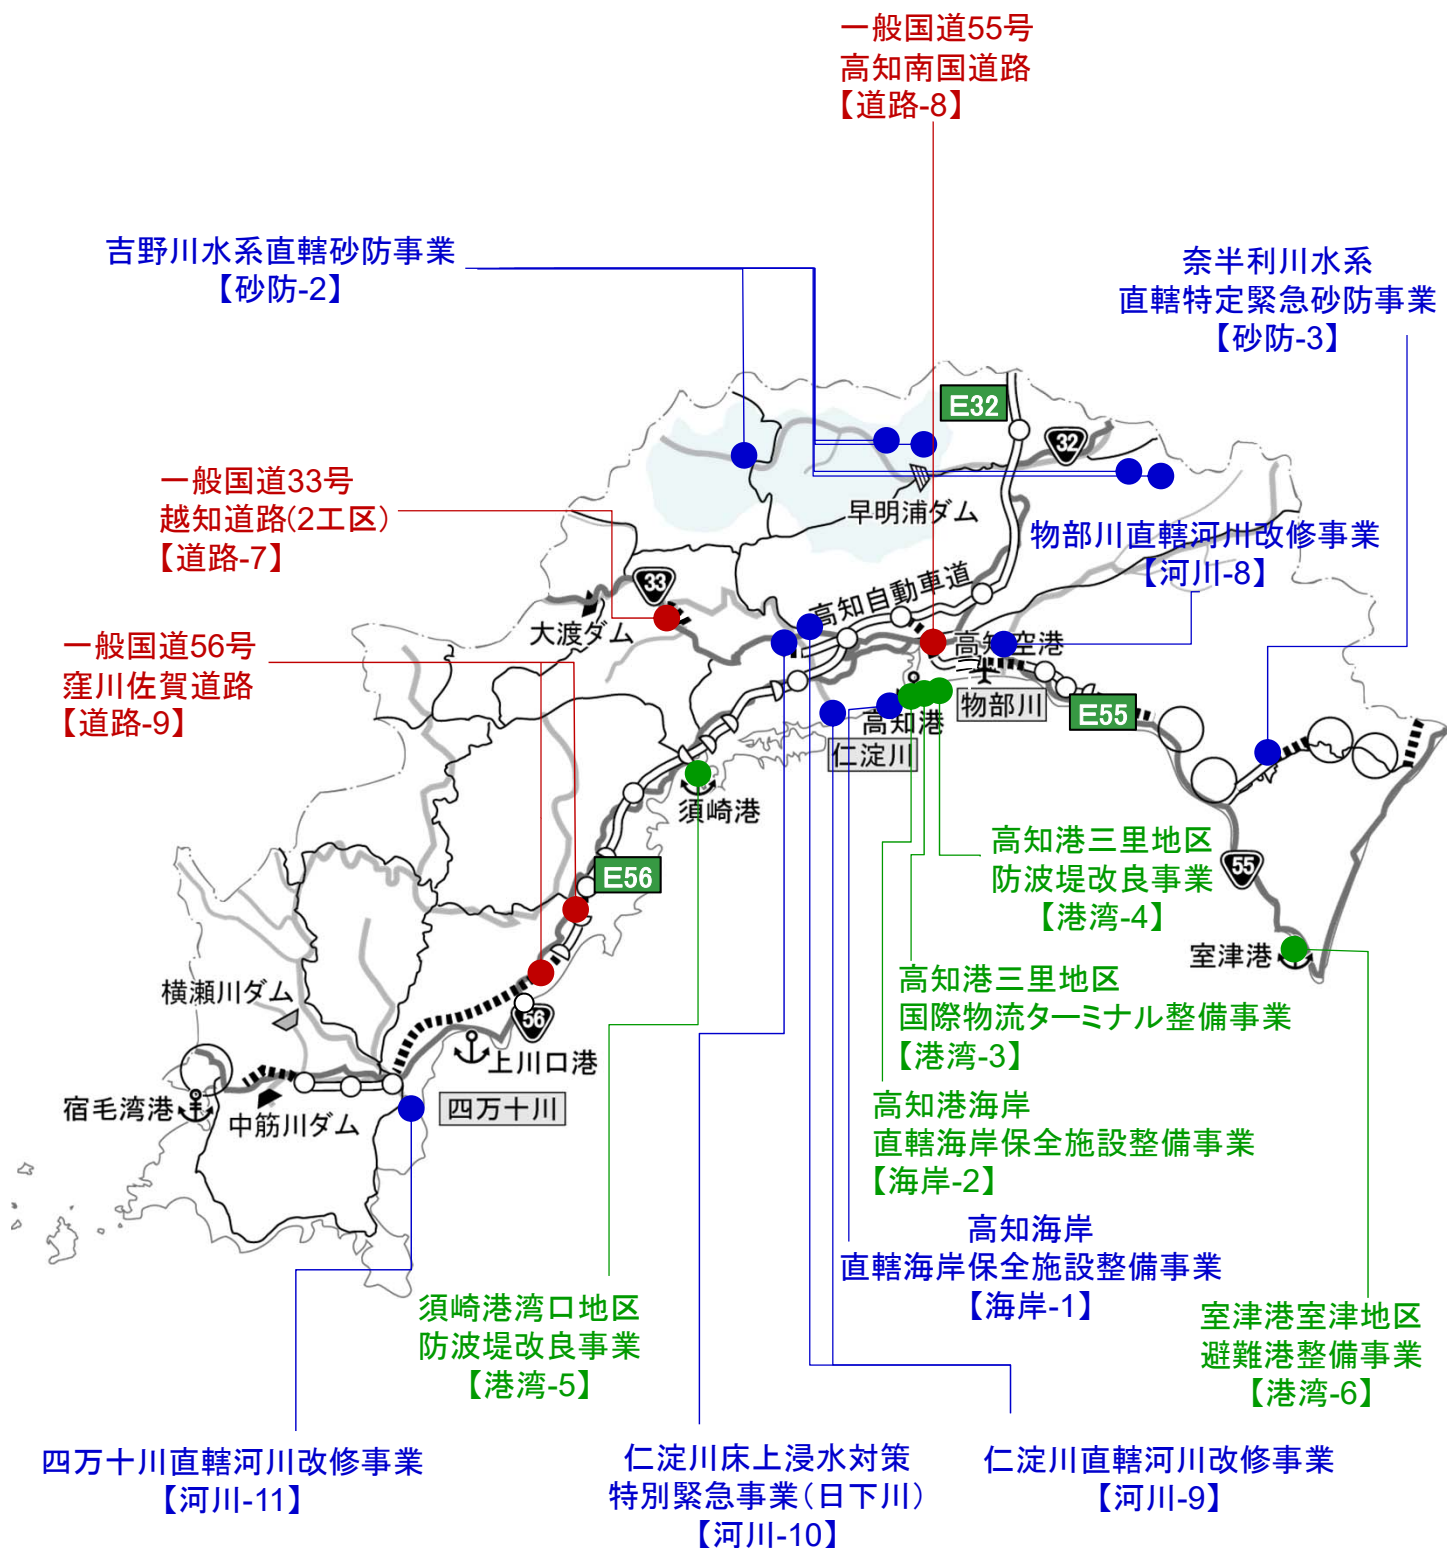 一般国道55号
高知南国道路
【道路-8】
吉野川水系直轄砂防事業
【砂防-2】
奈半利川水系
直轄特定緊急砂防事業
【砂防-3】
E32
32
一般国道33号
越知道路(2工区)
【道路-7】
早明浦ダム
物部川直轄河川改修事業
【河川-8】
33
高知自動車道
大渡ダム
一般国道56号
窪川佐賀道路
【道路-9】
高知空港
物部川
E55
高知港
仁淀川
須崎港
高知港三里地区
防波堤改良事業
【港湾-4】
55
E56
室津港
高知港三里地区
国際物流ターミナル整備事業
【港湾-3】
横瀬川ダム
56
上川口港
宿毛湾港
中筋川ダム
四万十川
高知港海岸
直轄海岸保全施設整備事業
【海岸-2】
高知海岸
直轄海岸保全施設整備事業
【海岸-1】
須崎港湾口地区
防波堤改良事業
【港湾-5】
室津港室津地区
避難港整備事業
【港湾-6】
四万十川直轄河川改修事業
【河川-11】
仁淀川床上浸水対策
特別緊急事業(日下川)
【河川-10】
仁淀川直轄河川改修事業
【河川-9】